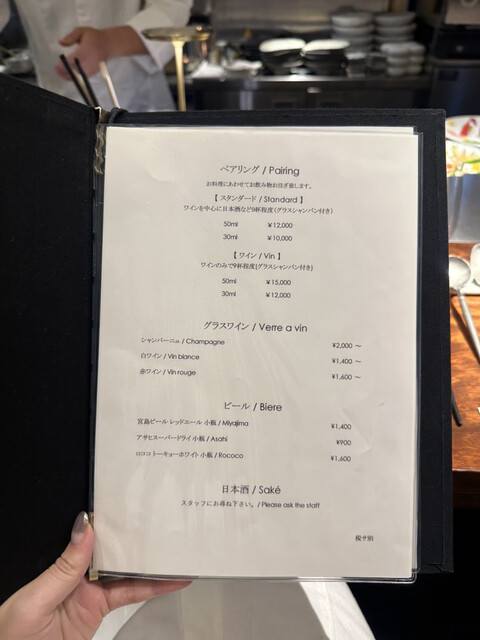 ペアリング / Pairing
お料理にあわせてお飲み物お注ぎ致します。
【 スタンダード / Standard 】
ワインを中心に日本酒など9杯程度（グラスシャンパン付き）
50ml ¥12,000
30ml ¥10,000
【 ワイン / Vin 】
ワインのみで9杯程度(グラスシャンパン付き)
50ml ¥15,000
30ml ¥12,000
グラスワイン / Verre a vin
シャンパーニュ / Champagne ¥2,000 ～
白ワイン / Vin blance ¥1,400 ～
赤ワイン / Vin rouge ¥1,600 ～
ビール / Biere
宮島ビール レッドエール 小瓶 / Miyajima ¥1,400
アサヒスーパードライ 小瓶 / Asahi ¥900
ロココ トーキョーホワイト 小瓶 / Rococo ¥1,600
日本酒 / Saké
スタッフにお尋ね下さい。/ Please ask the staff
税サ別